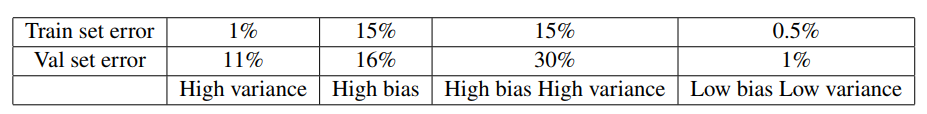 Train set error 1% 15% 15% 0.5%
Val set error 11% 16% 30% 1%
High variance High bias High bias High variance Low bias Low variance